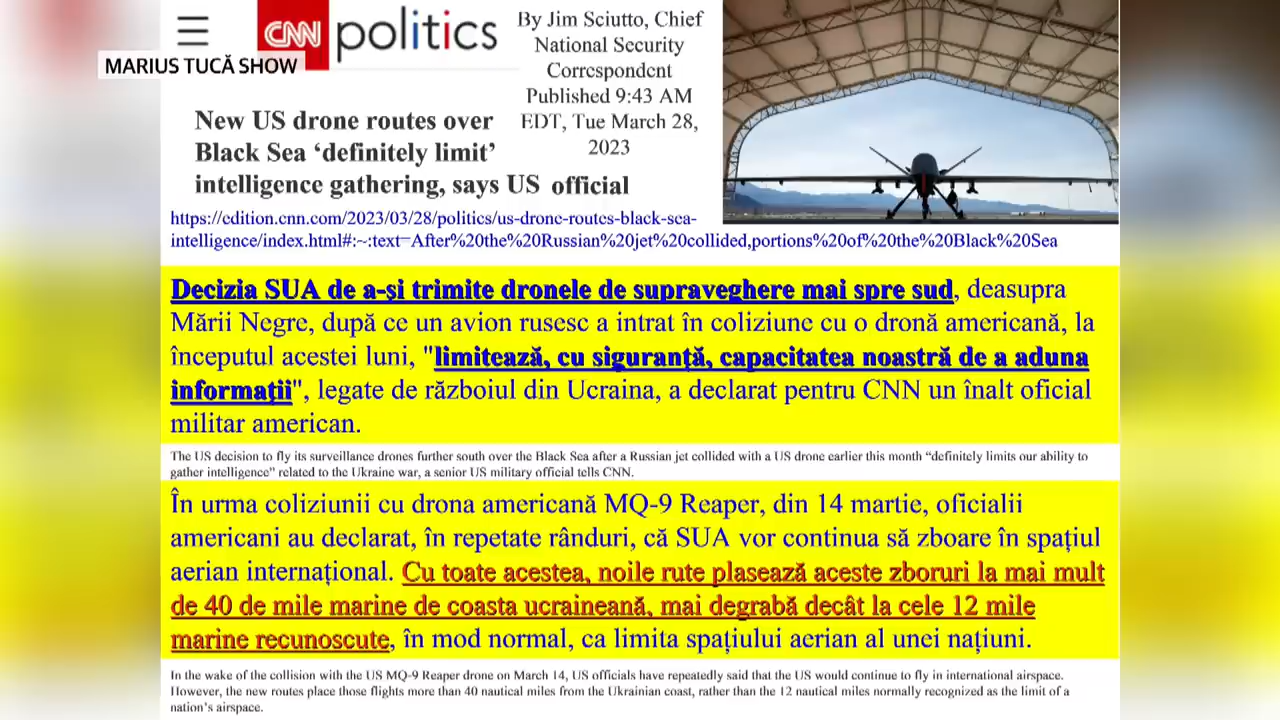 CNN politics
MARIUS TUCĂ SHOW
By Jim Sciutto, Chief
National Security
Correspondent
Published 9:43 AM
EDT, Tue March 28,
2023
New US drone routes over
Black Sea ‘definitely limit’
intelligence gathering, says US official
https://edition.cnn.com/2023/03/28/politics/us-drone-routes-black-sea-
intelligence/index.html#:~:text=After%20the%20Russian%20jet%20collided,portions%20of%20the%20Black%20Sea
Decizia SUA de a-și trimite dronele de supraveghere mai spre sud, deasupra
Mării Negre, după ce un avion rusesc a intrat în coliziune cu o dronă americană, la
începutul acestei luni, "limitează, cu siguranță, capacitatea noastră de a aduna
informații", legate de războiul din Ucraina, a declarat pentru CNN un înalt oficial
militar american.
The US decision to fly its surveillance drones further south over the Black Sea after a Russian jet collided with a US drone earlier this month “definitely limits our ability to
gather intelligence” related to the Ukraine war, a senior US military official tells CNN.
În urma coliziunii cu drona americană MQ-9 Reaper, din 14 martie, oficialii
americani au declarat, în repetate rânduri, că SUA vor continua să zboare în spațiul
aerian internațional. Cu toate acestea, noile rute plasează aceste zboruri la mai mult
de 40 de mile marine de coasta ucraineană, mai degrabă decât la cele 12 mile
marine recunoscute, în mod normal, ca limita spațiului aerian al unei națiuni.
In the wake of the collision with the US MQ-9 Reaper drone on March 14, US officials have repeatedly said that the US would continue to fly in international airspace.
However, the new routes place those flights more than 40 nautical miles from the Ukrainian coast, rather than the 12 nautical miles normally recognized as the limit of a
nation’s airspace.